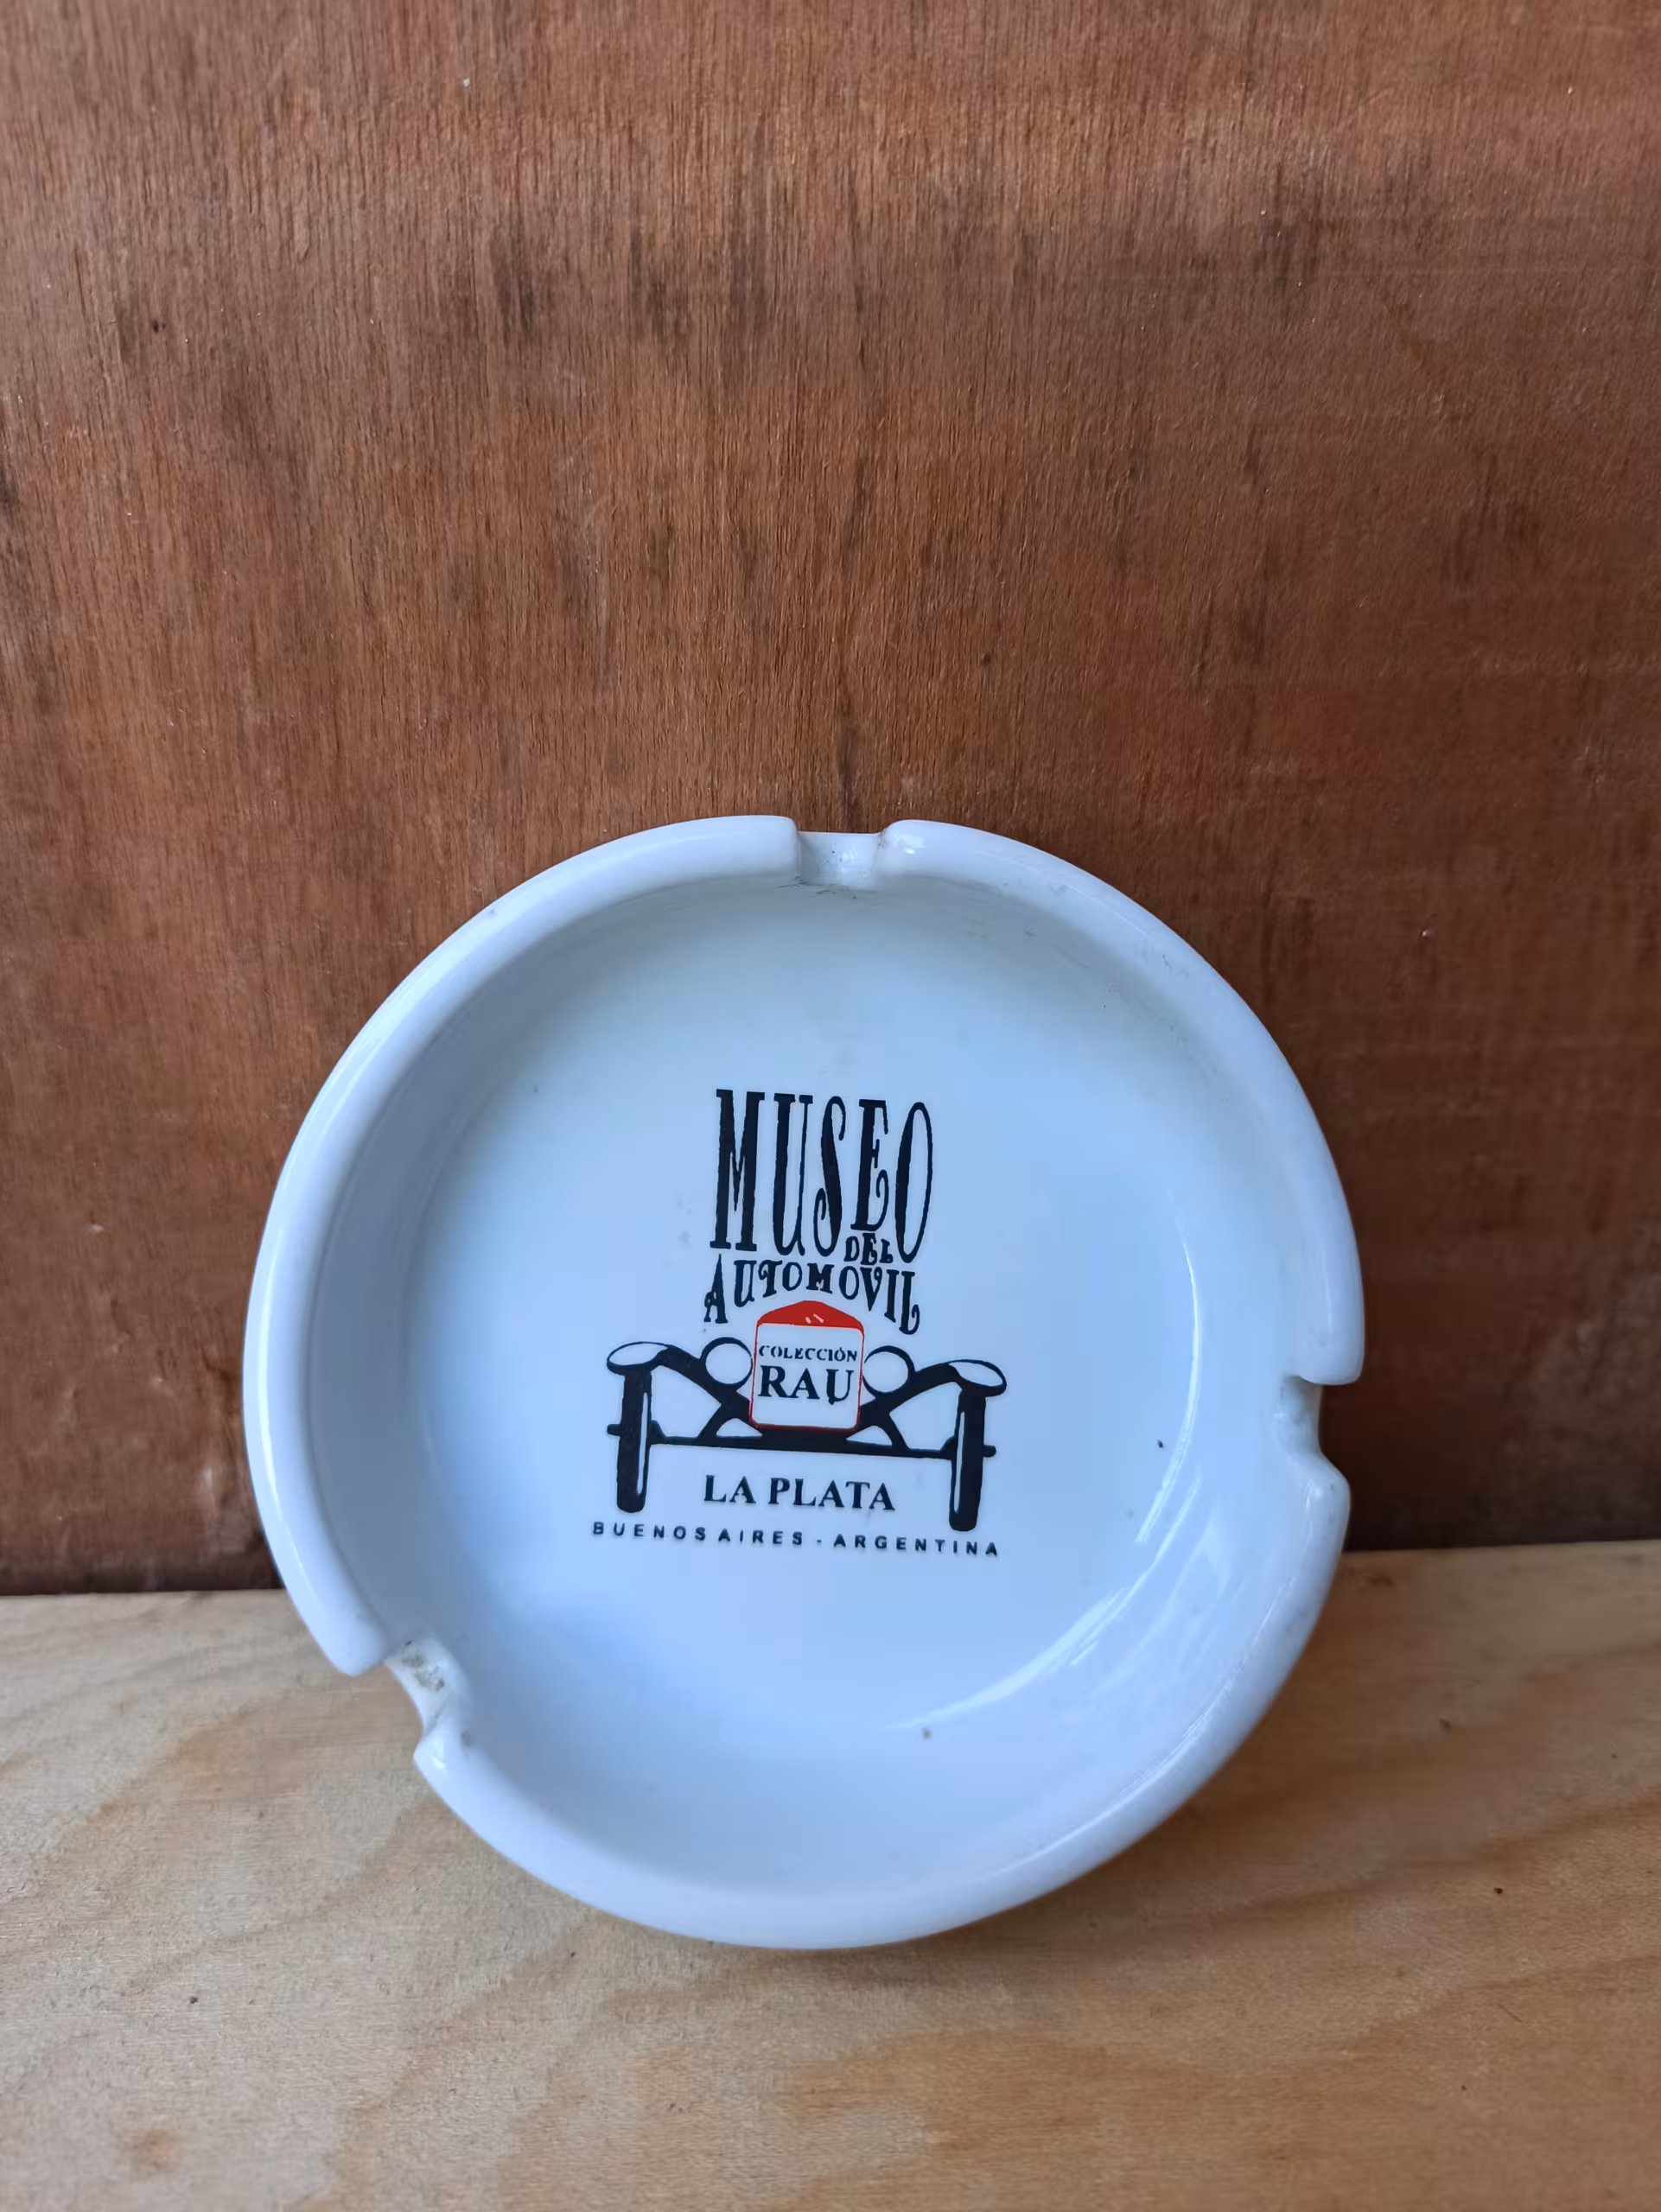 MUSEO
DEL
AUTOMOVIL
COLECCIÓN
RAU
LA PLATA
BUENOS AIRES - ARGENTINA